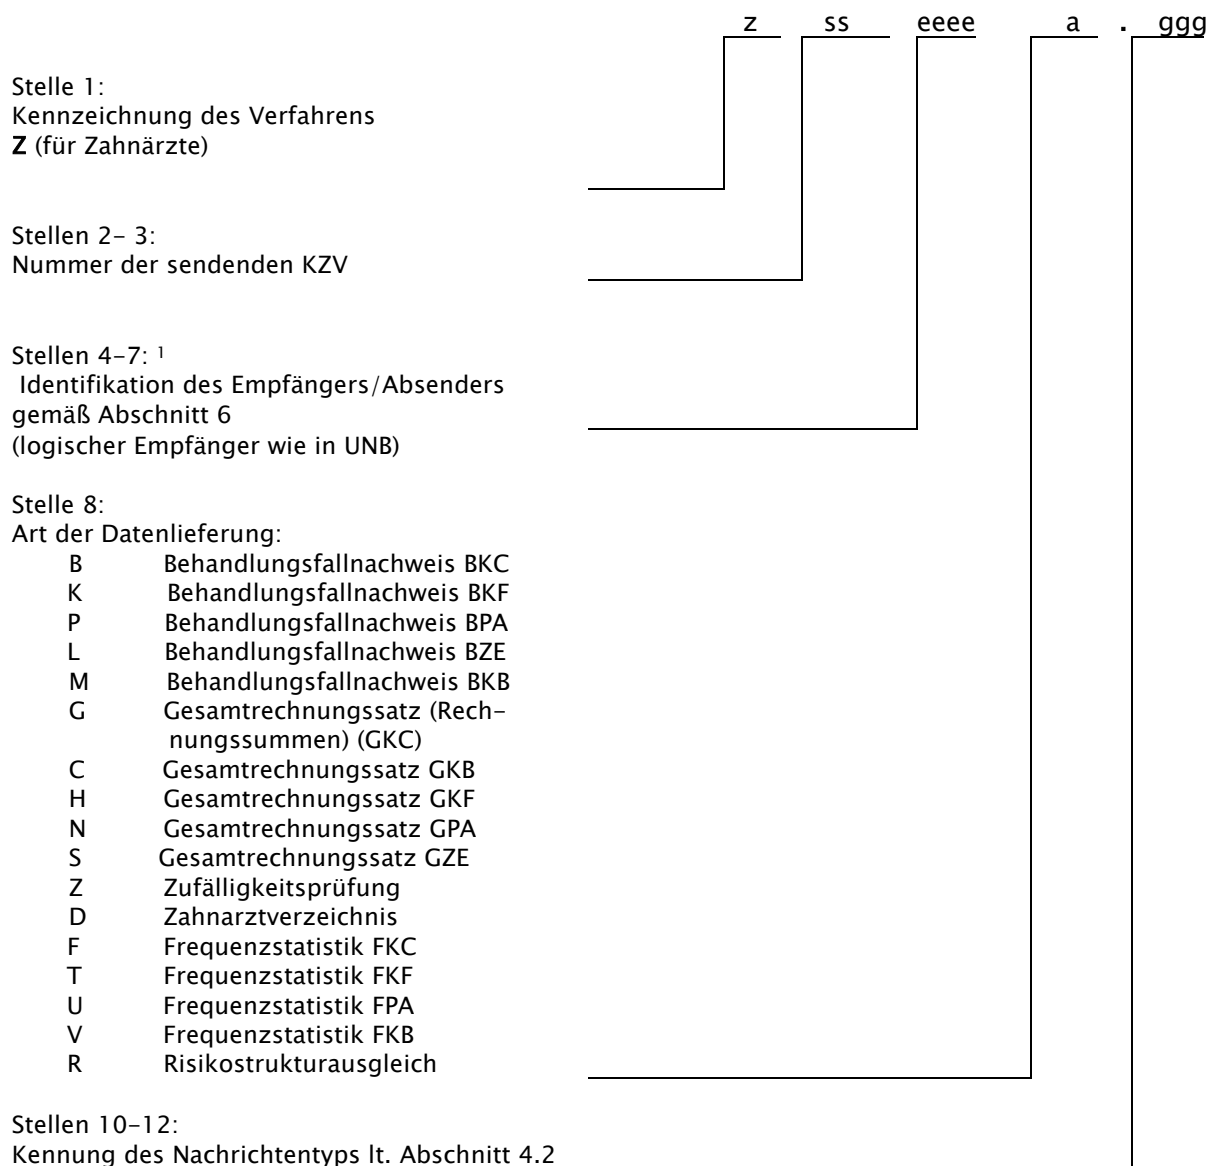 z ss eeee a . ggg
Stelle 1:
Kennzeichnung des Verfahrens
Z (für Zahnärzte)
Stellen 2- 3:
Nummer der sendenden KZV
Stellen 4-7: 1
Identifikation des Empfängers/Absenders
gemäß Abschnitt 6
(logischer Empfänger wie in UNB)
Stelle 8:
Art der Datenlieferung:
B Behandlungsfallnachweis BKC
K Behandlungsfallnachweis BKF
P Behandlungsfallnachweis BPA
L Behandlungsfallnachweis BZE
M Behandlungsfallnachweis BKB
G Gesamtrechnungssatz (Rech-
nungssummen) (GKC)
C Gesamtrechnungssatz GKB
H Gesamtrechnungssatz GKF
N Gesamtrechnungssatz GPA
S Gesamtrechnungssatz GZE
Z Zufälligkeitsprüfung
D Zahnarztverzeichnis
F Frequenzstatistik FKC
T Frequenzstatistik FKF
U Frequenzstatistik FPA
V Frequenzstatistik FKB
R Risikostrukturausgleich
Stellen 10-12:
Kennung des Nachrichtentyps lt. Abschnitt 4.2